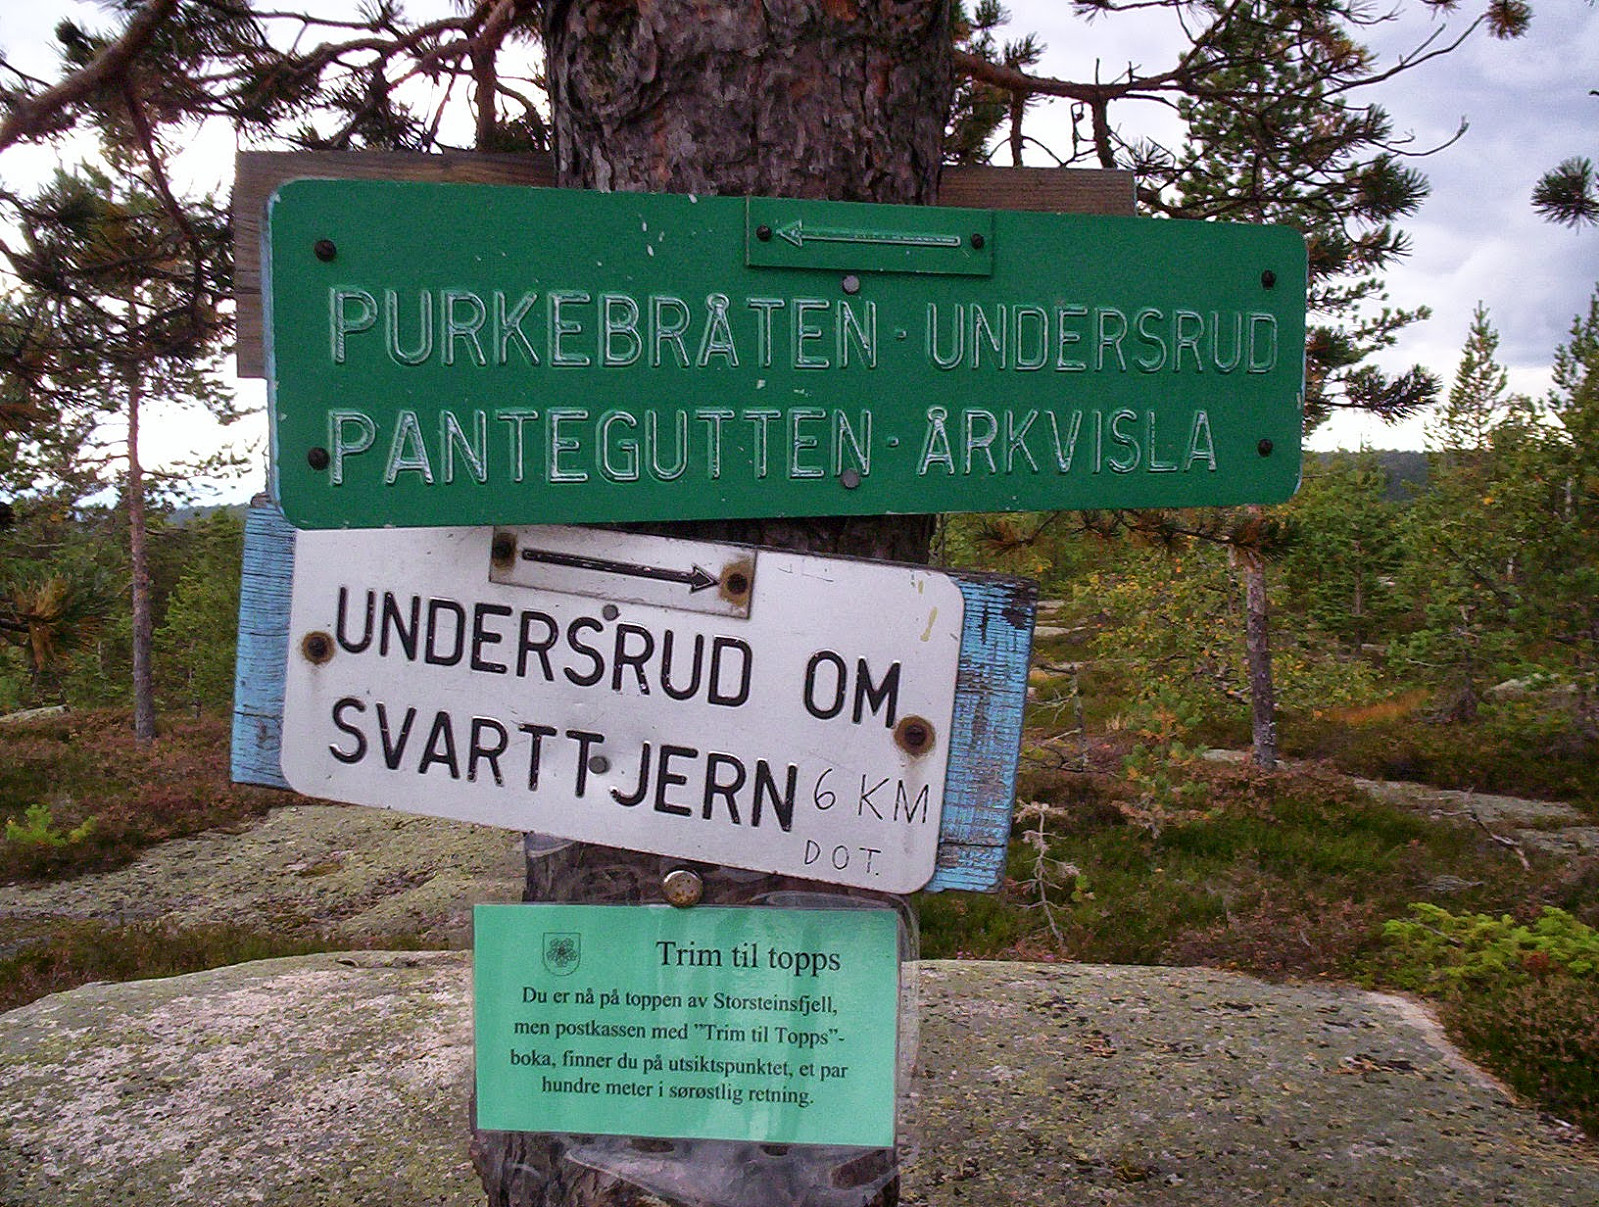 PURKEBRÅTEN - UNDERSRUD
PANTEGUTTEN - ÅRKVISLA
UNDERSRUD OM
SVARTTJERN 6 KM
DOT.
Trim til topps
Du er nå på toppen av Storsteinsfjell,
men postkassen med ”Trim til Topps”-
boka, finner du på utsiktspunktet, et par
hundre meter i sørøstlig retning.